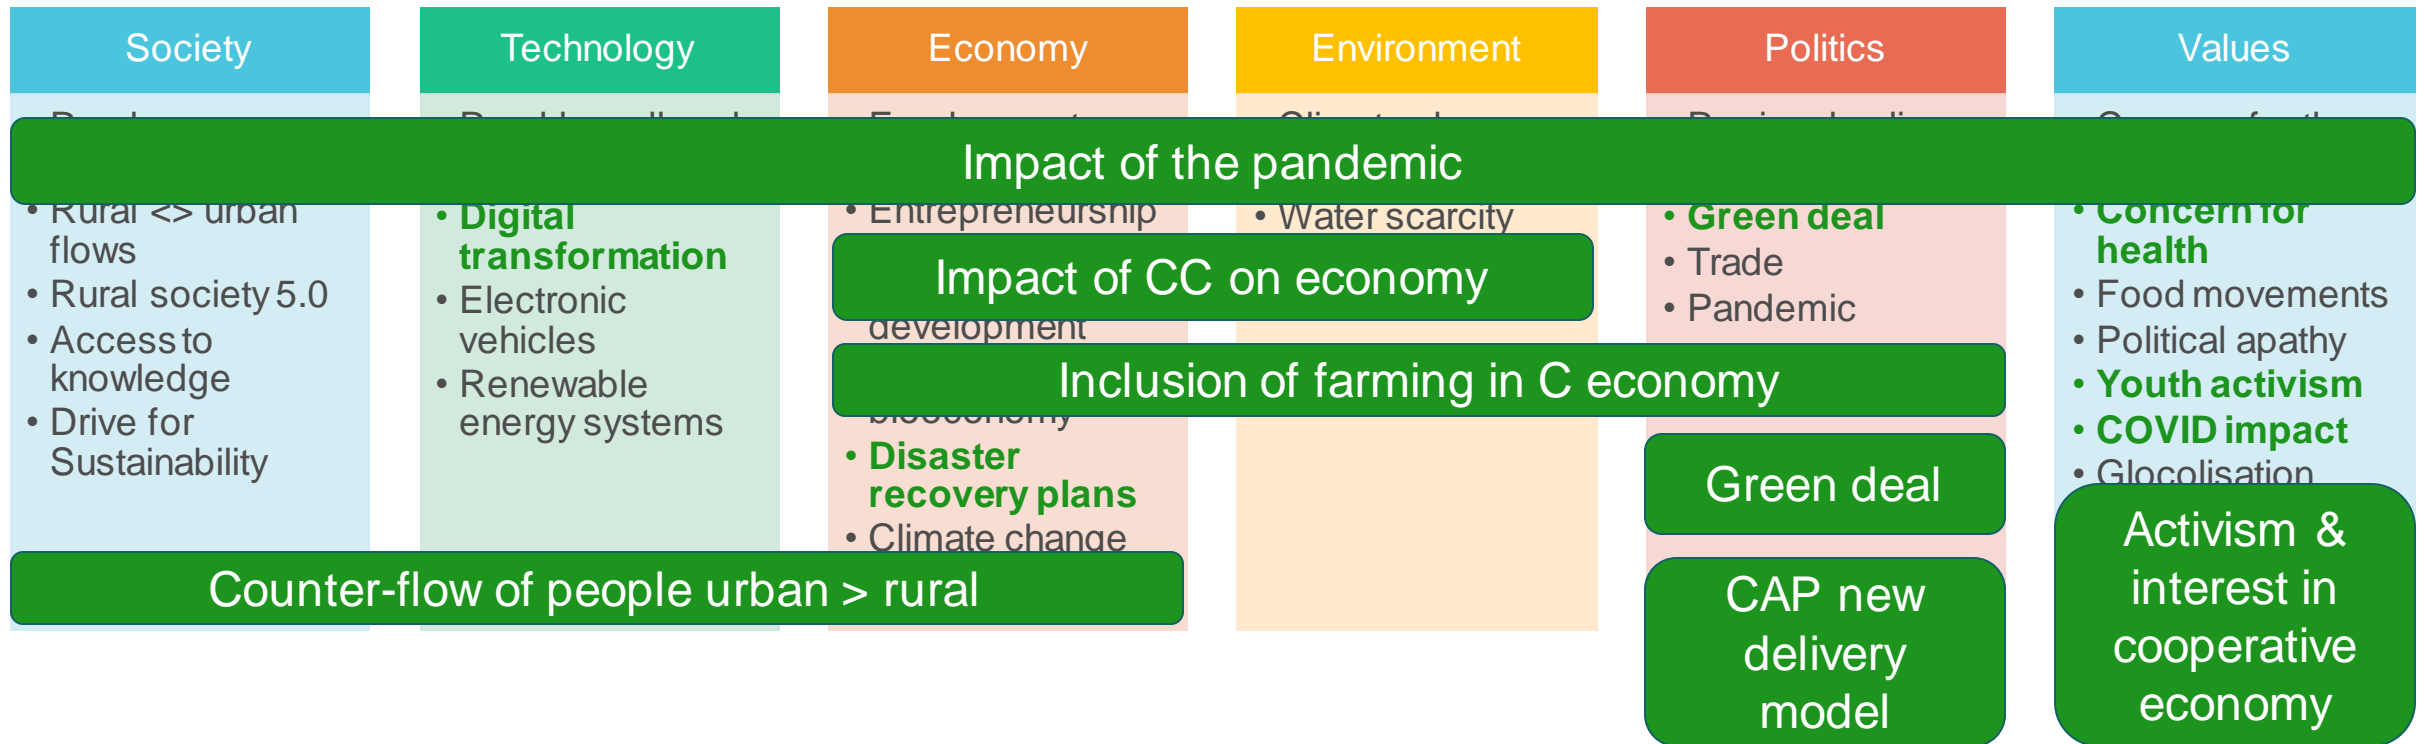 Society
Technology
Economy
Environment
Politics
Values
Impact of the pandemic
• Rural <> urban
flows
• Rural society 5.0
• Access to
knowledge
• Drive for
Sustainability
• Digital
transformation
• Electronic
vehicles
• Renewable
energy systems
• Entrepreneurship
development
bioeconomy
• Disaster
recovery plans
• Climate change
• Water scarcity
• Green deal
• Trade
• Pandemic
• Concern for
health
• Food movements
• Political apathy
• Youth activism
• COVID impact
• Glocolisation
Impact of CC on economy
Inclusion of farming in C economy
Green deal
Counter-flow of people urban > rural
CAP new
delivery
model
Activism &
interest in
cooperative
economy